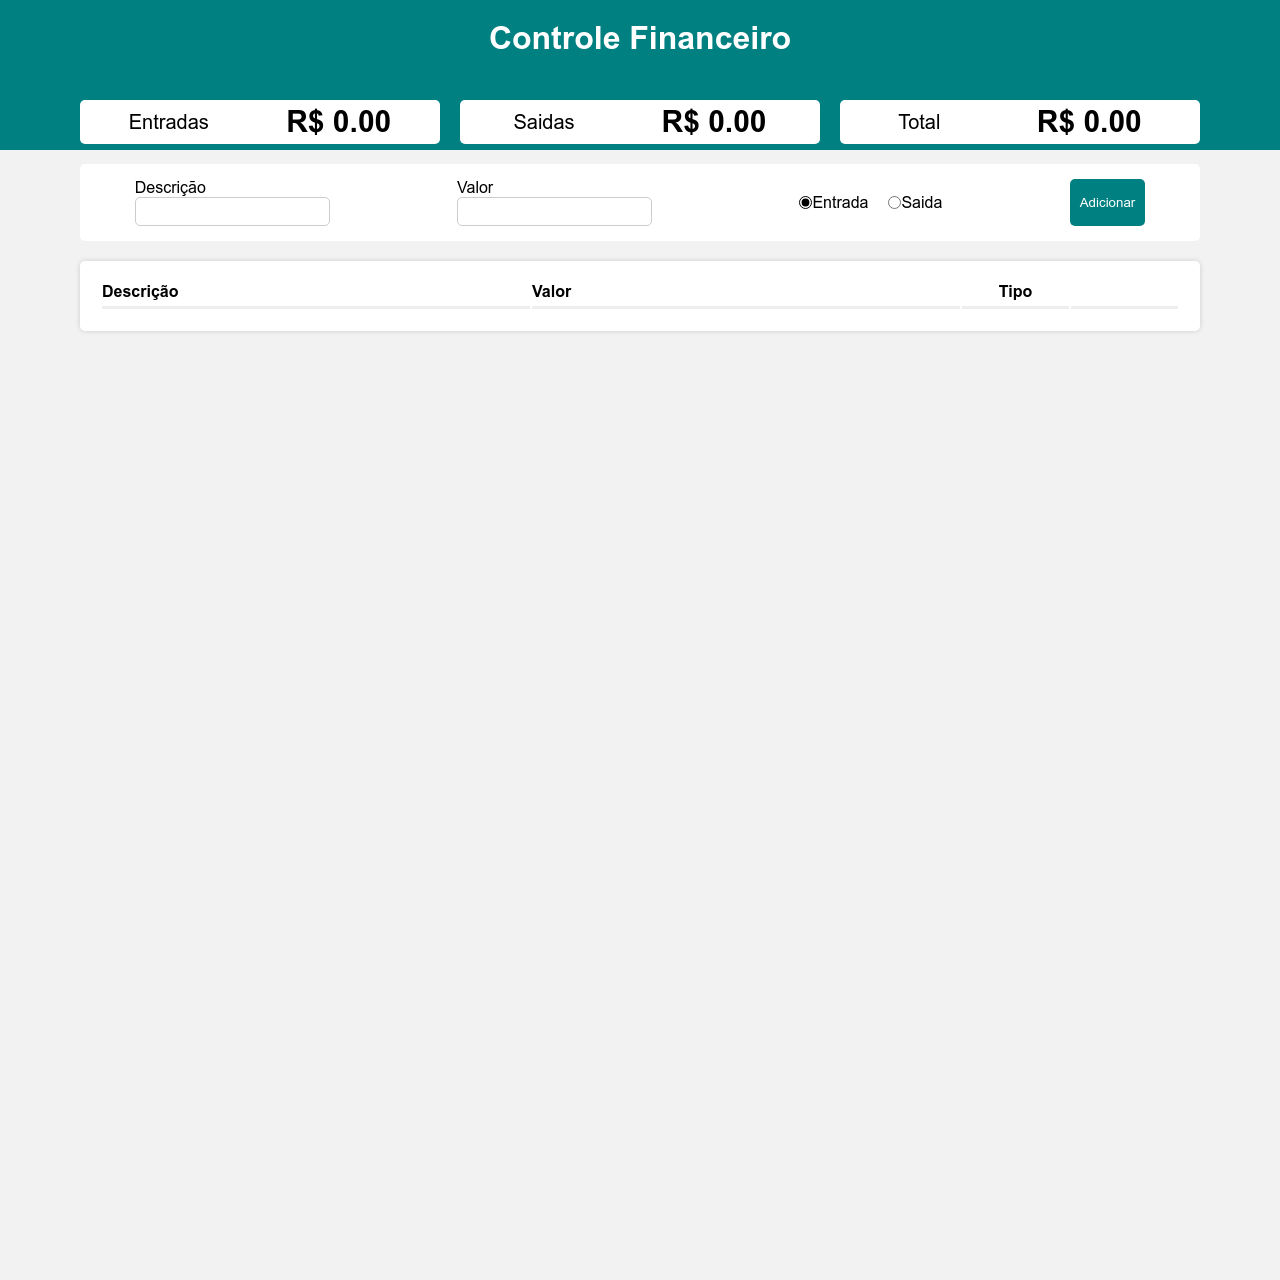 Controle Financeiro
Entradas R$ 0.00 Saidas R$ 0.00 Total R$ 0.00
Descrição Valor
Entrada Saida Adicionar
Descrição Valor Tipo